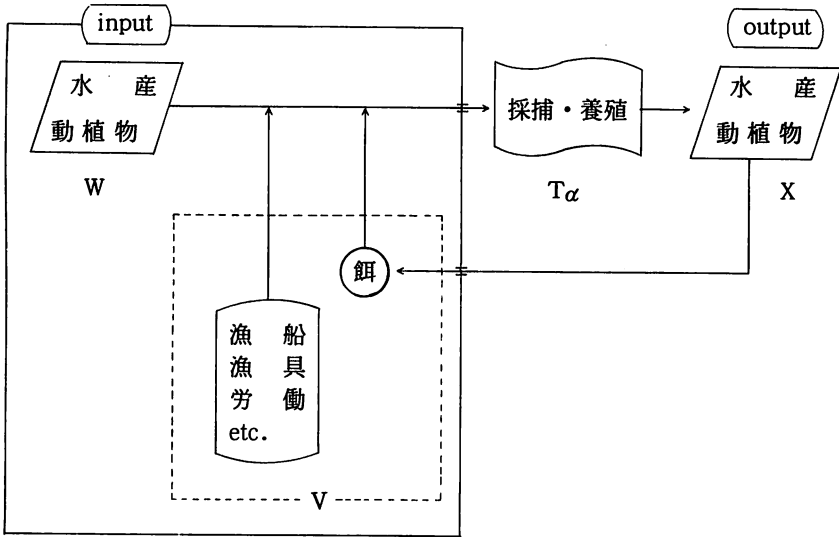 input
output
水産
動植物
採捕・養殖
水産
動植物
W
Tα
X
餌
漁船
漁具
労働
etc.
V